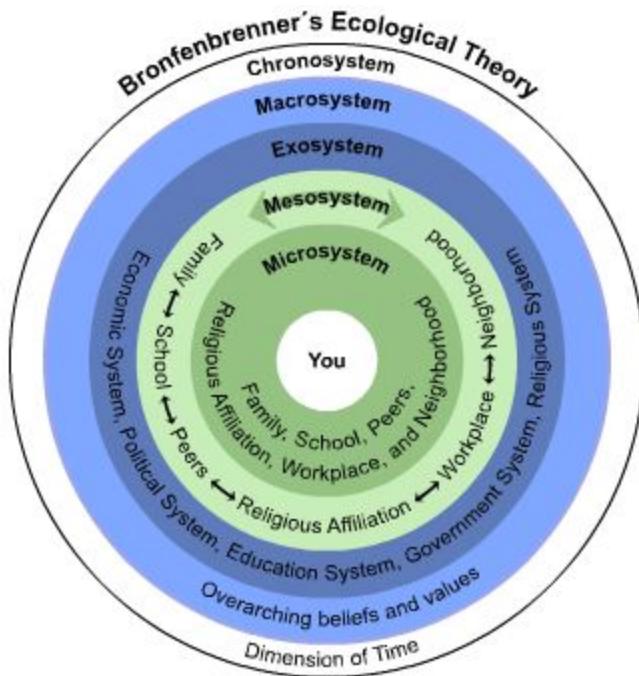 Bronfenbrenner´s Ecological Theory
Chronosystem
Macrosystem
Exosystem
Mesosystem
Microsystem
You
Family, School, Peers,
Religious Affiliation, Workplace, and Neighborhood
Family ↔ School ↔ Peers ↔ Religious Affiliation ↔ Workplace ↔ Neighborhood
Economic System, Political System, Education System, Government System, Religious System
Overarching beliefs and values
Dimension of Time